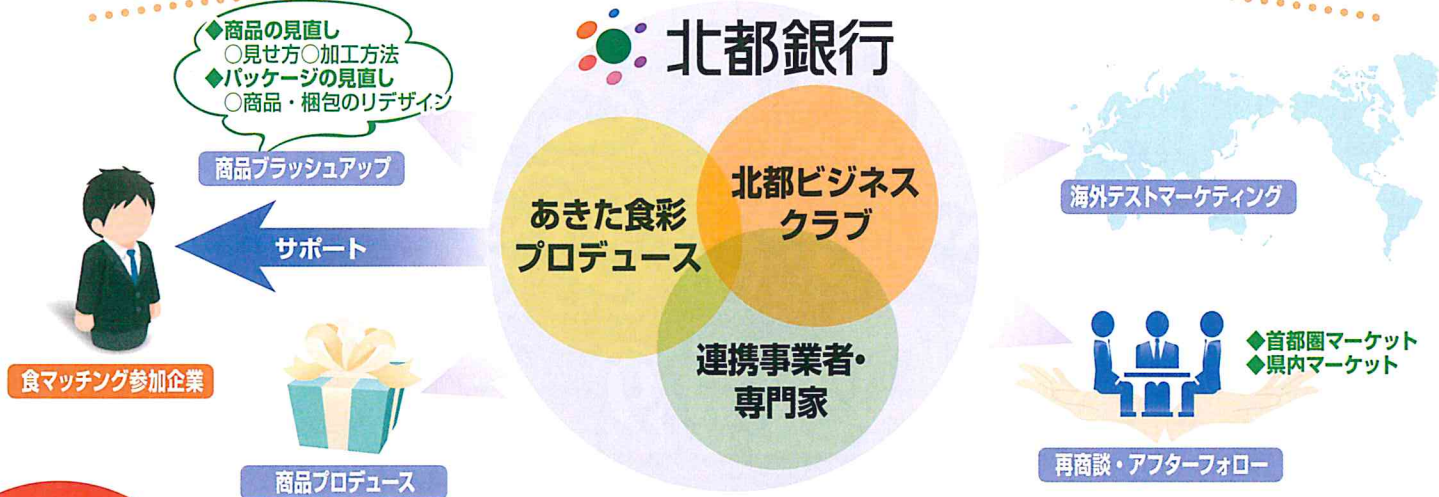 ◆商品の見直し
○見せ方○加工方法
◆パッケージの見直し
○商品・梱包のリデザイン
商品ブラッシュアップ
サポート
食マッチング参加企業
商品プロデュース
北都銀行
あきた食彩
プロデュース
北都ビジネス
クラブ
連携事業者・
専門家
海外テストマーケティング
◆首都圏マーケット
◆県内マーケット
再商談・アフターフォロー